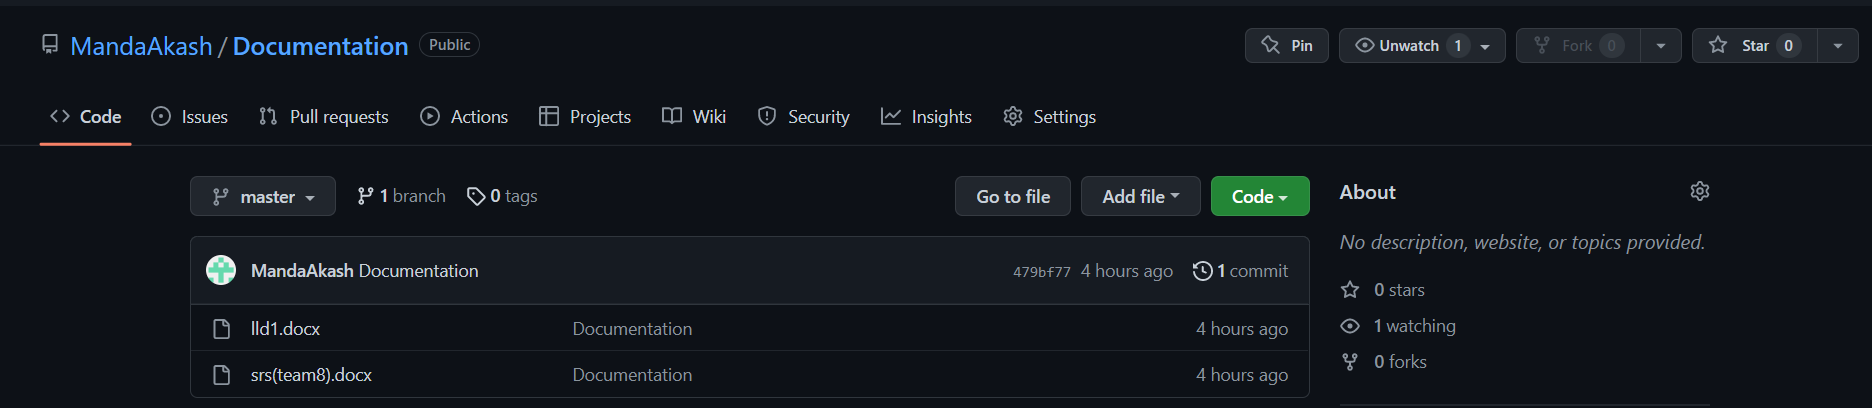 MandaAkash / Documentation Public Pin Unwatch 1 Fork 0 Star 0
Code Issues Pull requests Actions Projects Wiki Security Insights Settings
master 1 branch 0 tags Go to file Add file Code
MandaAkash Documentation 479bf77 4 hours ago 1 commit
lld1.docx Documentation 4 hours ago
srs(team8).docx Documentation 4 hours ago
About
No description, website, or topics provided.
0 stars
1 watching
0 forks